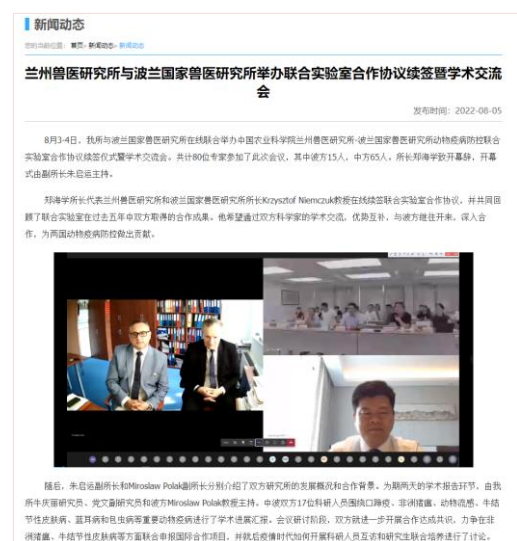 新闻动态
您的当前位置： 首页> 新闻动态> 新闻动态
兰州兽医研究所与波兰国家兽医研究所举办联合实验室合作协议续签暨学术交流
会
发布时间：2022-08-05
8月3-4日，我所与波兰国家兽医研究所在线联合举办中国农业科学院兰州兽医研究所-波兰国家兽医研究所动物疫病防控联合
实验室合作协议续签仪式暨学术交流会。共计80位专家参加了此次会议，其中波方15人，中方65人。所长郑海学致开幕辞，开幕
式由副所长朱启运主持。
郑海学所长代表兰州兽医研究所和波兰国家兽医研究所所长Krzysztof Niemczuk教授在线续签联合实验室合作协议，并共同回
顾了联合实验室在过去五年中双方取得的合作成果。他希望通过双方科学家的学术交流、优势互补，与波方继往开来，深入合
作，为两国动物疫病防控做出贡献。
随后，朱启运副所长和Miroslaw Polak副所长分别介绍了双方研究所的发展概况和合作背景。为期两天的学术报告环节，由我
所牛庆丽研究员、党文副研究员和波方Miroslaw Polak教授主持。中波双方17位科研人员围绕口蹄疫、非洲猪瘟、动物流感、牛结
节性皮肤病、蓝耳病和包虫病等重要动物疫病进行了学术进展汇报。会议研讨阶段，双方就进一步开展合作达成共识，力争在非
洲猪瘟、牛结节性皮肤病等方面联合申报国际合作项目，并就后疫情时代如何开展科研人员互访和研究生联合培养进行了讨论。